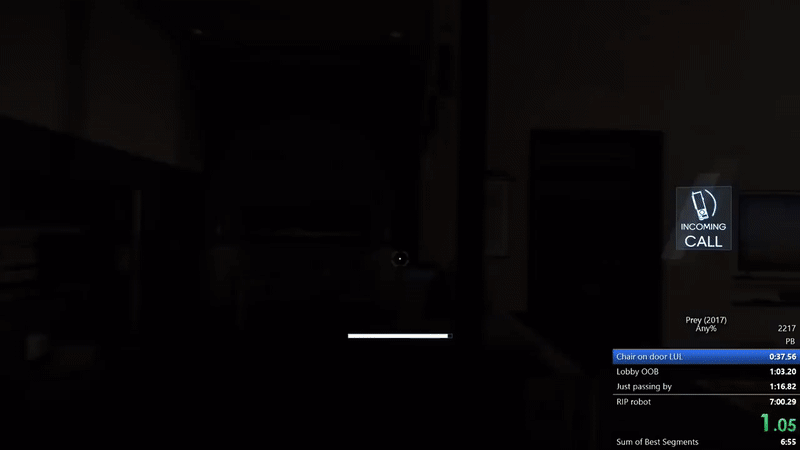 INCOMING
CALL
Prey (2017)
Any%
2217
PB
Chair on door LUL 0:37.56
Lobby OOB 1:03.20
Just passing by 1:16.82
RIP robot 7:00.29
1.05
Sum of Best Segments 6:55